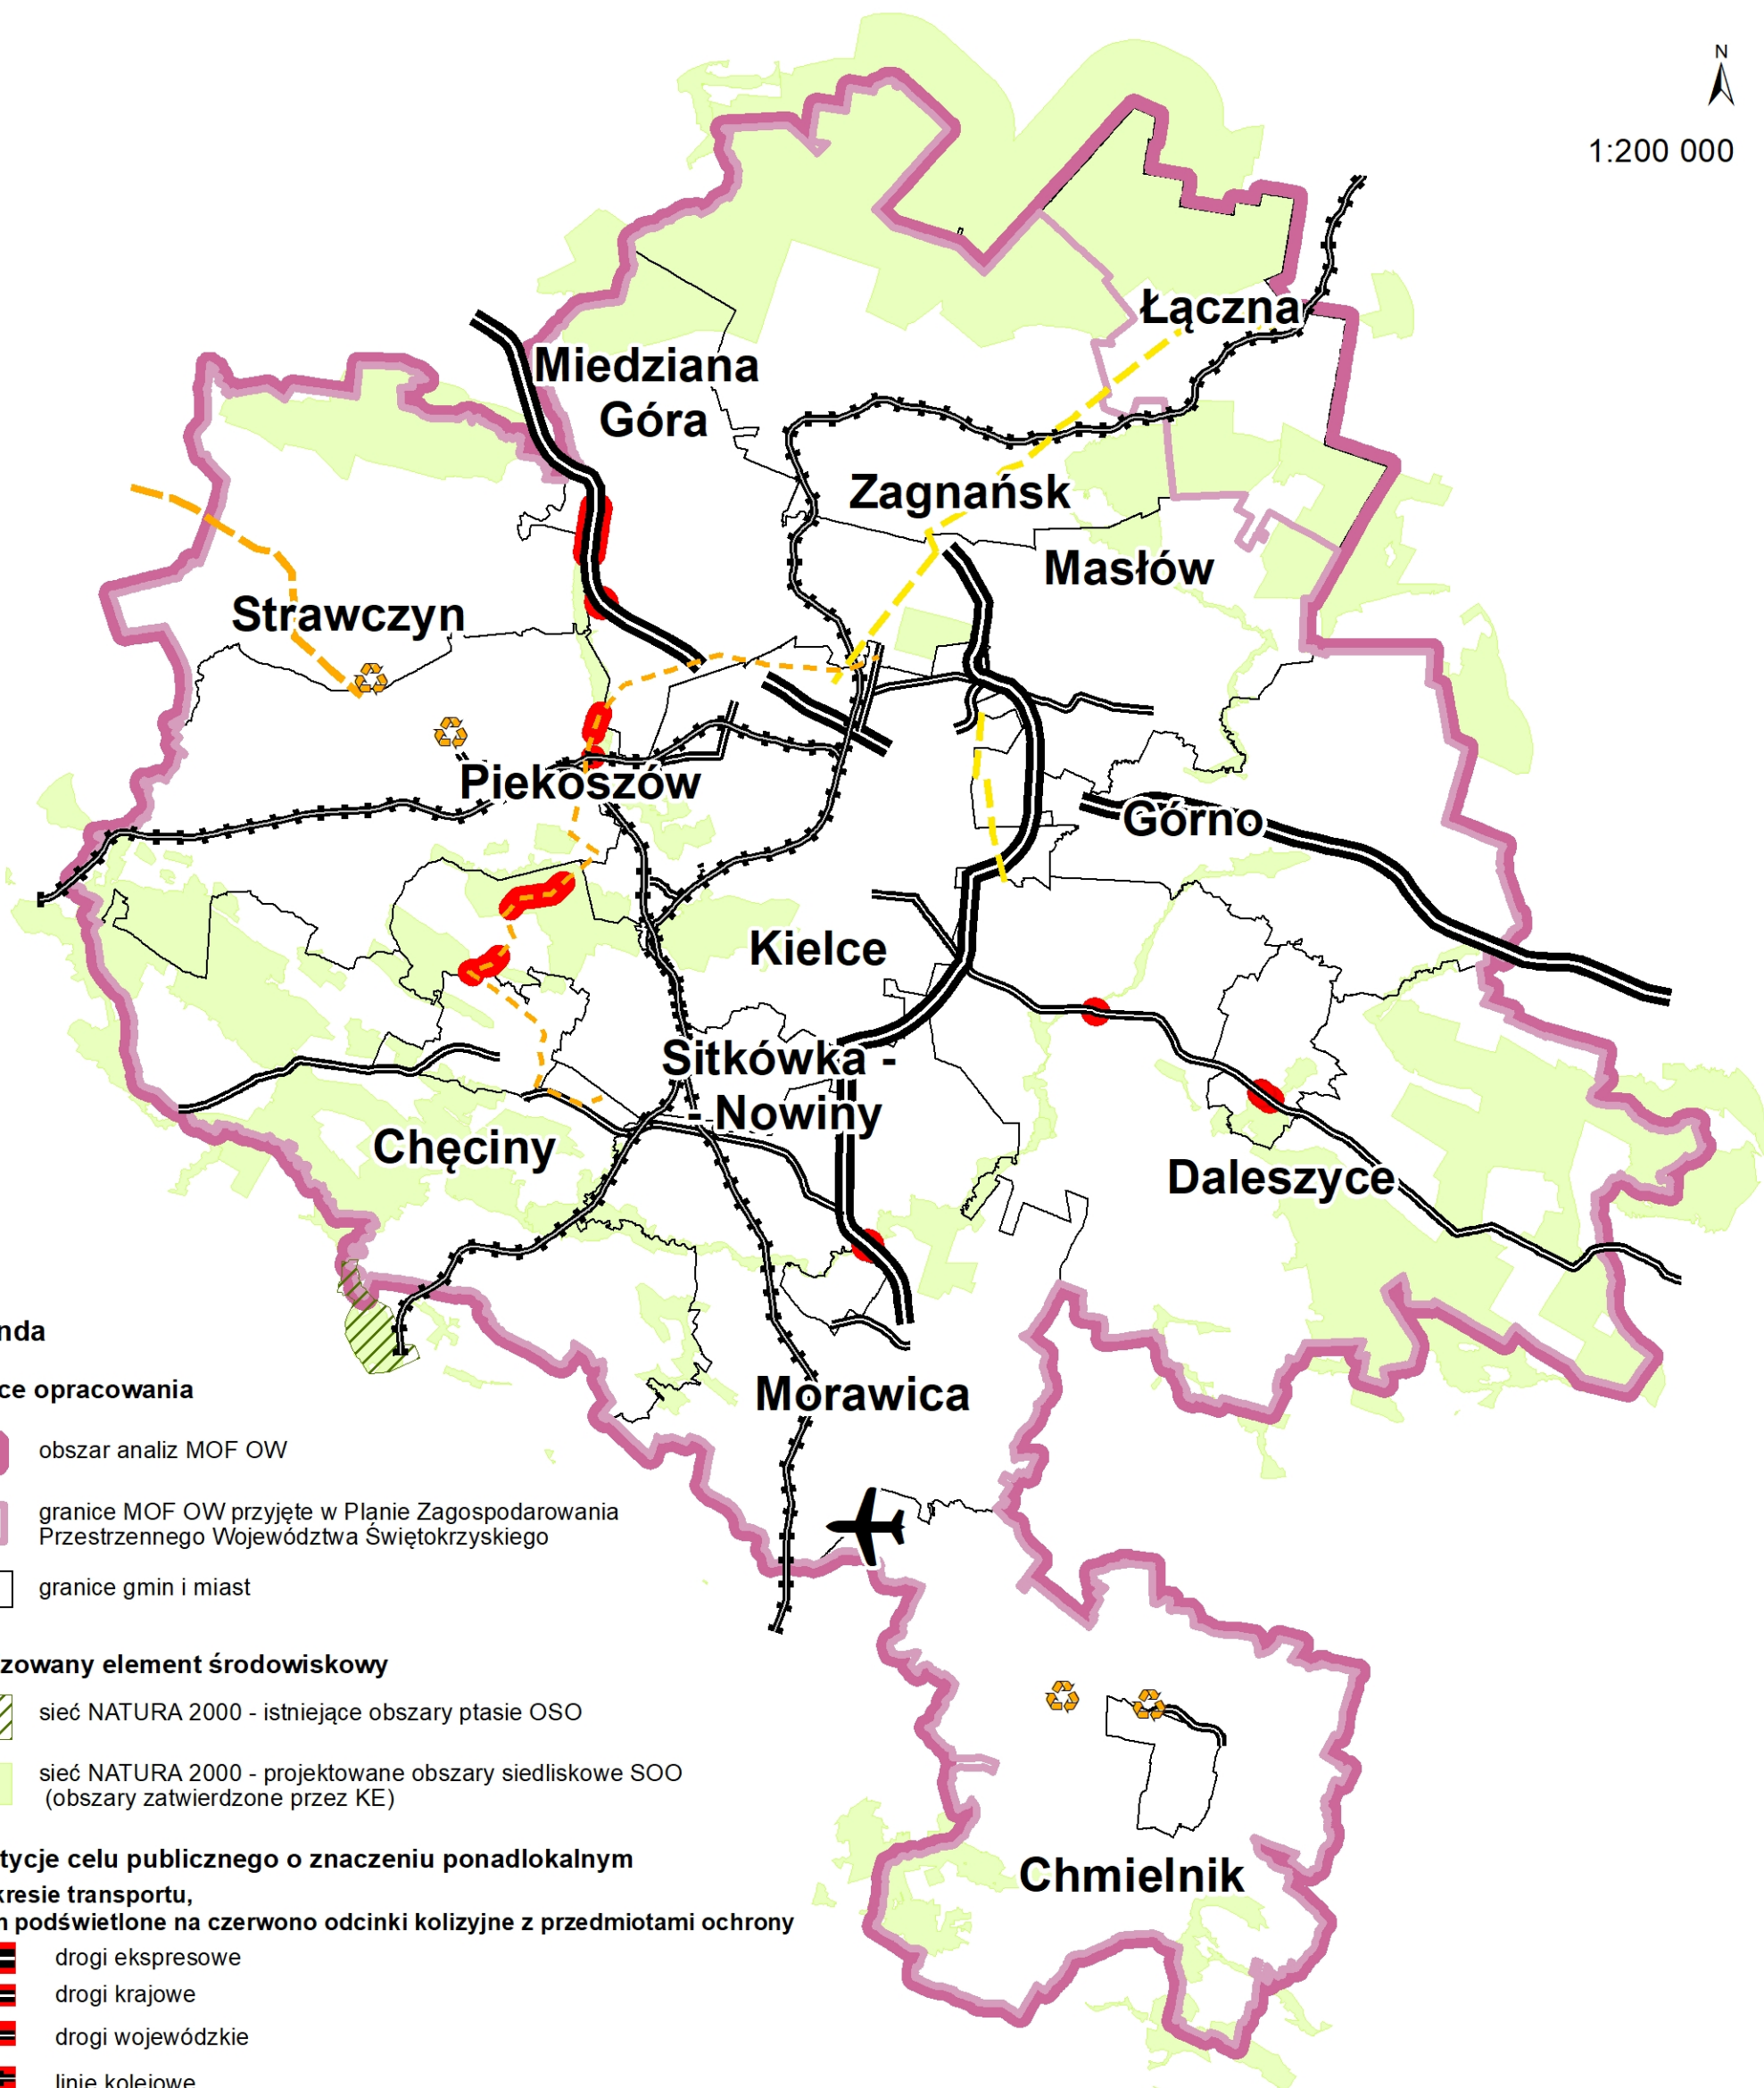 N
1:200 000
Łączna
Miedziana
Góra
Zagnańsk
Masłów
Strawczyn
Piekoszów
Górno
Kielce
Sitkówka -
- Nowiny
Chęciny
Daleszyce
Morawica
Chmielnik
nda
ce opracowania
obszar analiz MOF OW
granice MOF OW przyjęte w Planie Zagospodarowania
Przestrzennego Województwa Świętokrzyskiego
granice gmin i miast
zowany element środowiskowy
sieć NATURA 2000 - istniejące obszary ptasie OSO
sieć NATURA 2000 - projektowane obszary siedliskowe SOO
(obszary zatwierdzone przez KE)
tycje celu publicznego o znaczeniu ponadlokalnym
kresie transportu,
podświetlone na czerwono odcinki kolizyjne z przedmiotami ochrony
drogi ekspresowe
drogi krajowe
drogi wojewódzkie
linie kolejowe